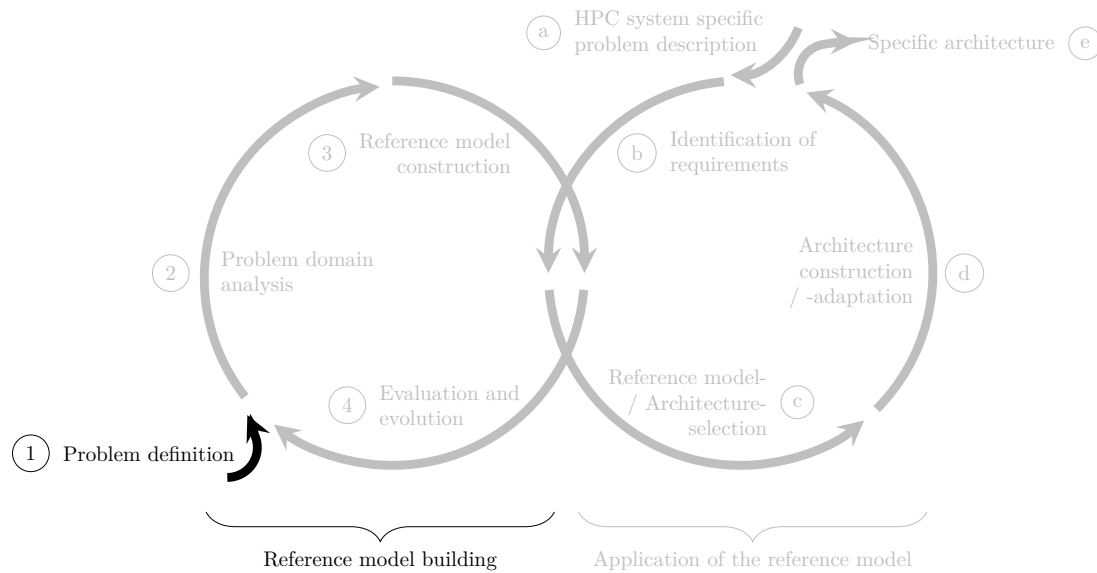 a
HPC system specific
problem description
Specific architecture
e
3
Reference model
construction
b
Identification of
requirements
2
Problem domain
analysis
Architecture
construction
/ -adaptation
d
4
Evaluation and
evolution
Reference model-
/ Architecture-
selection
c
1
Problem definition
Reference model building
Application of the reference model